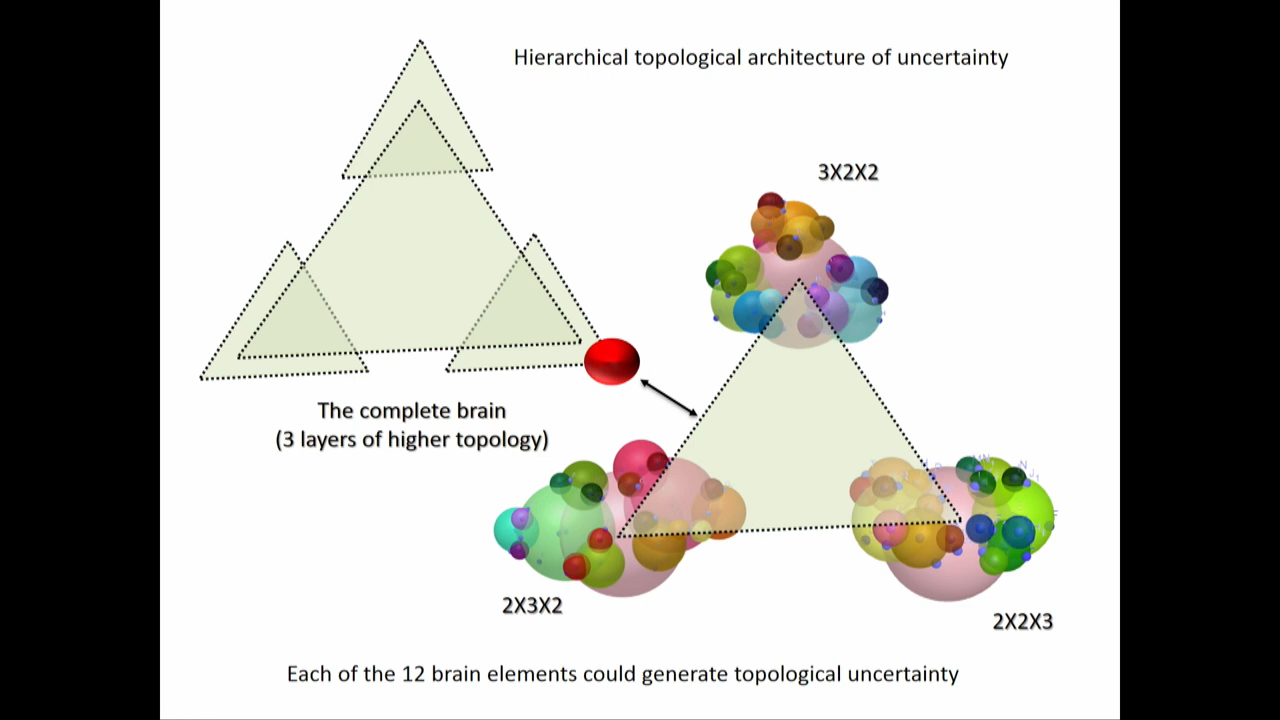 Hierarchical topological architecture of uncertainty
3X2X2
The complete brain
(3 layers of higher topology)
2X3X2
2X2X3
Each of the 12 brain elements could generate topological uncertainty